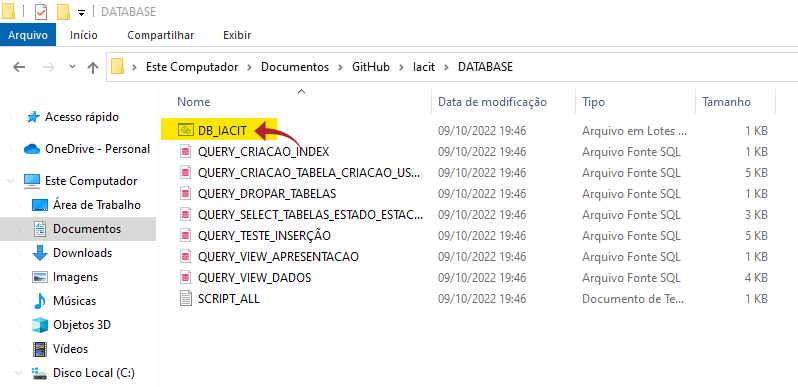 DATABASE
Arquivo Início Compartilhar Exibir
Este Computador > Documentos > GitHub > Iacit > DATABASE
Nome Data de modificação Tipo Tamanho
Acesso rápido
OneDrive - Personal
Este Computador
Área de Trabalho
Documentos
Downloads
Imagens
Músicas
Objetos 3D
Vídeos
Disco Local (C:)
DB_IACIT 09/10/2022 19:46 Arquivo em Lotes ... 1 KB
QUERY_CRIACAO_INDEX 09/10/2022 19:46 Arquivo Fonte SQL 1 KB
QUERY_CRIACAO_TABELA_CRIACAO_US... 09/10/2022 19:46 Arquivo Fonte SQL 5 KB
QUERY_DROPAR_TABELAS 09/10/2022 19:46 Arquivo Fonte SQL 1 KB
QUERY_SELECT_TABELAS_ESTADO_ESTAC... 09/10/2022 19:46 Arquivo Fonte SQL 3 KB
QUERY_TESTE_INSERÇÃO 09/10/2022 19:46 Arquivo Fonte SQL 5 KB
QUERY_VIEW_APRESENTACAO 09/10/2022 19:46 Arquivo Fonte SQL 1 KB
QUERY_VIEW_DADOS 09/10/2022 19:46 Arquivo Fonte SQL 4 KB
SCRIPT_ALL 09/10/2022 19:46 Documento de Te... 1 KB